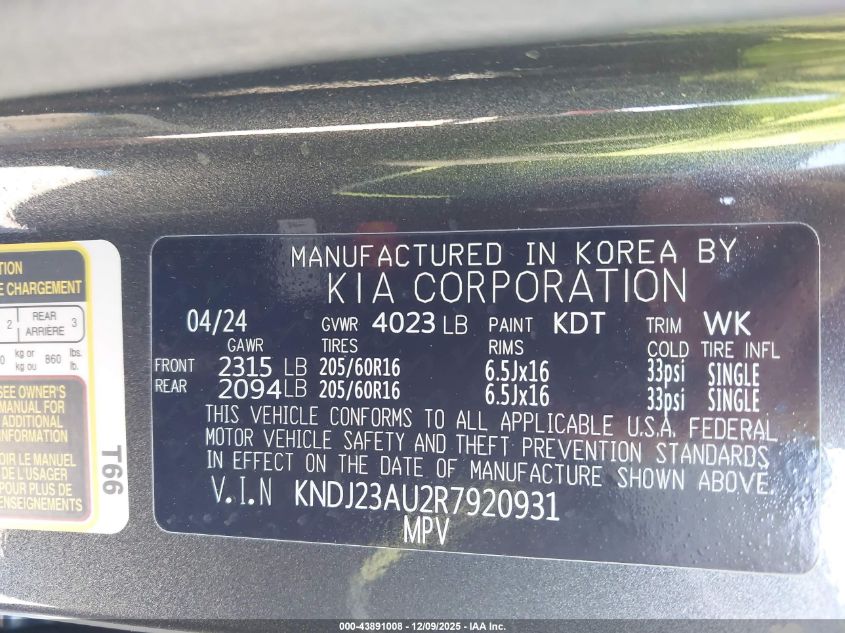 TION
E CHARGEMENT
2 REAR ARRIÈRE 3
0 kg or kg ou 860 lbs. lb.
SEE OWNER'S
MANUAL FOR
ADDITIONAL
INFORMATION
OIR LE MANUEL
DE L'USAGER
POUR PLUS DE
ENSEIGNEMENTS
T66
MANUFACTURED IN KOREA BY
KIA CORPORATION
04/24 GVWR 4023 LB PAINT KDT TRIM WK
GAWR TIRES RIMS COLD TIRE INFL
FRONT 2315 LB 205/60R16 6.5Jx16 33psi SINGLE
REAR 2094 LB 205/60R16 6.5Jx16 33psi SINGLE
THIS VEHICLE CONFORMS TO ALL APPLICABLE U.S.A. FEDERAL
MOTOR VEHICLE SAFETY AND THEFT PREVENTION STANDARDS
IN EFFECT ON THE DATE OF MANUFACTURE SHOWN ABOVE.
V.I.N KNDJ23AU2R7920931
MPV
000-43891008 - 12/09/2025 - IAA Inc.